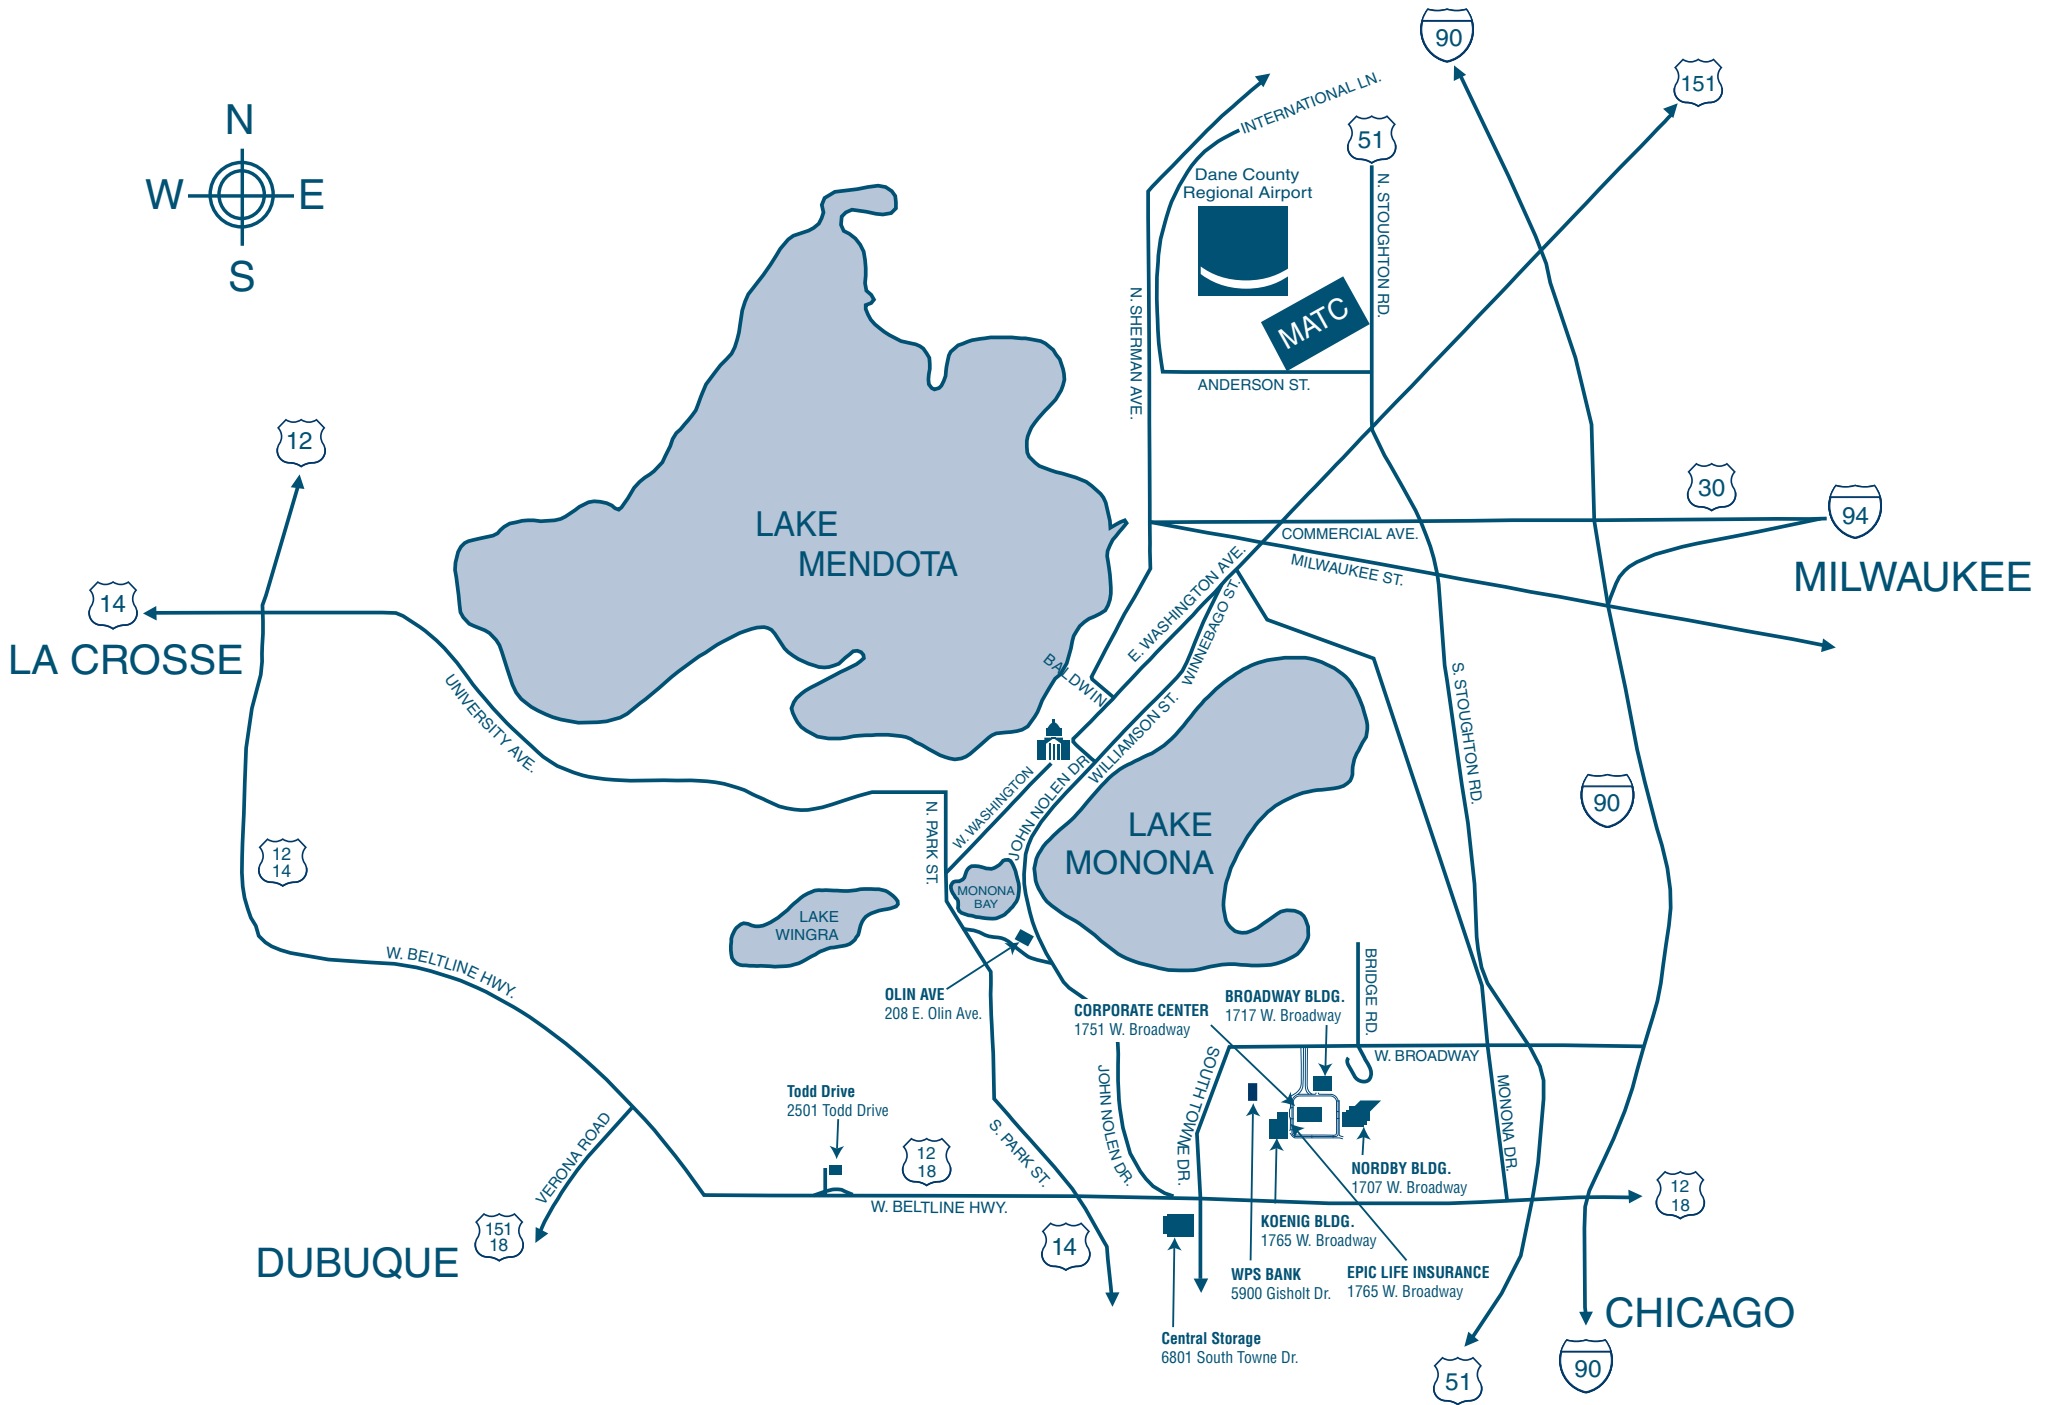 90
151
INTERNATIONAL LN.
N
W
E
S
51
Dane County
Regional Airport
N. STOUGHTON RD.
N. SHERMAN AVE.
MATC
ANDERSON ST.
12
30
94
LAKE
MENDOTA
COMMERCIAL AVE.
MILWAUKEE ST.
MILWAUKEE
14
LA CROSSE
E. WASHINGTON AVE.
WINNEBAGO ST.
BALDWIN
UNIVERSITY AVE.
S. STOUGHTON RD.
WILLIAMSON ST.
JOHN NOLEN DR.
W. WASHINGTON
N. PARK ST.
90
LAKE
MONONA
12
14
MONONA
BAY
LAKE
WINGRA
W. BELTLINE HWY.
OLIN AVE
208 E. Olin Ave.
BRIDGE RD.
CORPORATE CENTER
1751 W. Broadway
BROADWAY BLDG.
1717 W. Broadway
W. BROADWAY
SOUTH TOWNE DR.
JOHN NOLEN DR.
MONONA DR.
Todd Drive
2501 Todd Drive
S. PARK ST.
VERONA ROAD
12
18
W. BELTLINE HWY.
NORDBY BLDG.
1707 W. Broadway
12
18
KOENIG BLDG.
1765 W. Broadway
151
18
DUBUQUE
14
WPS BANK
5900 Gisholt Dr.
EPIC LIFE INSURANCE
1765 W. Broadway
CHICAGO
Central Storage
6801 South Towne Dr.
51
90